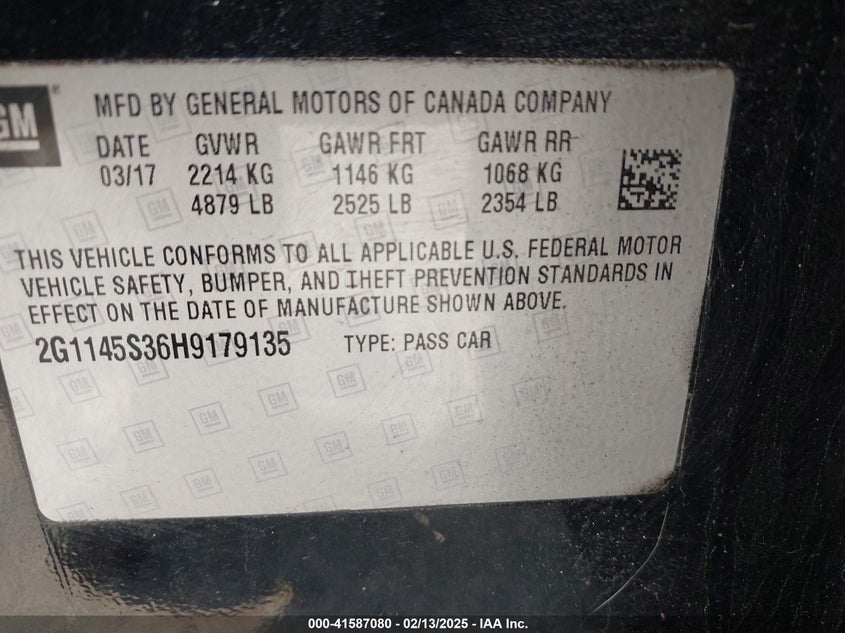 GM®
MFD BY GENERAL MOTORS OF CANADA COMPANY
DATE GVWR GAWR FRT GAWR RR
03/17 2214 KG 1146 KG 1068 KG
4879 LB 2525 LB 2354 LB
THIS VEHICLE CONFORMS TO ALL APPLICABLE U.S. FEDERAL MOTOR
VEHICLE SAFETY, BUMPER, AND THEFT PREVENTION STANDARDS IN
EFFECT ON THE DATE OF MANUFACTURE SHOWN ABOVE.
2G1145S36H9179135 TYPE: PASS CAR
000-41587080 - 02/13/2025 - IAA Inc.